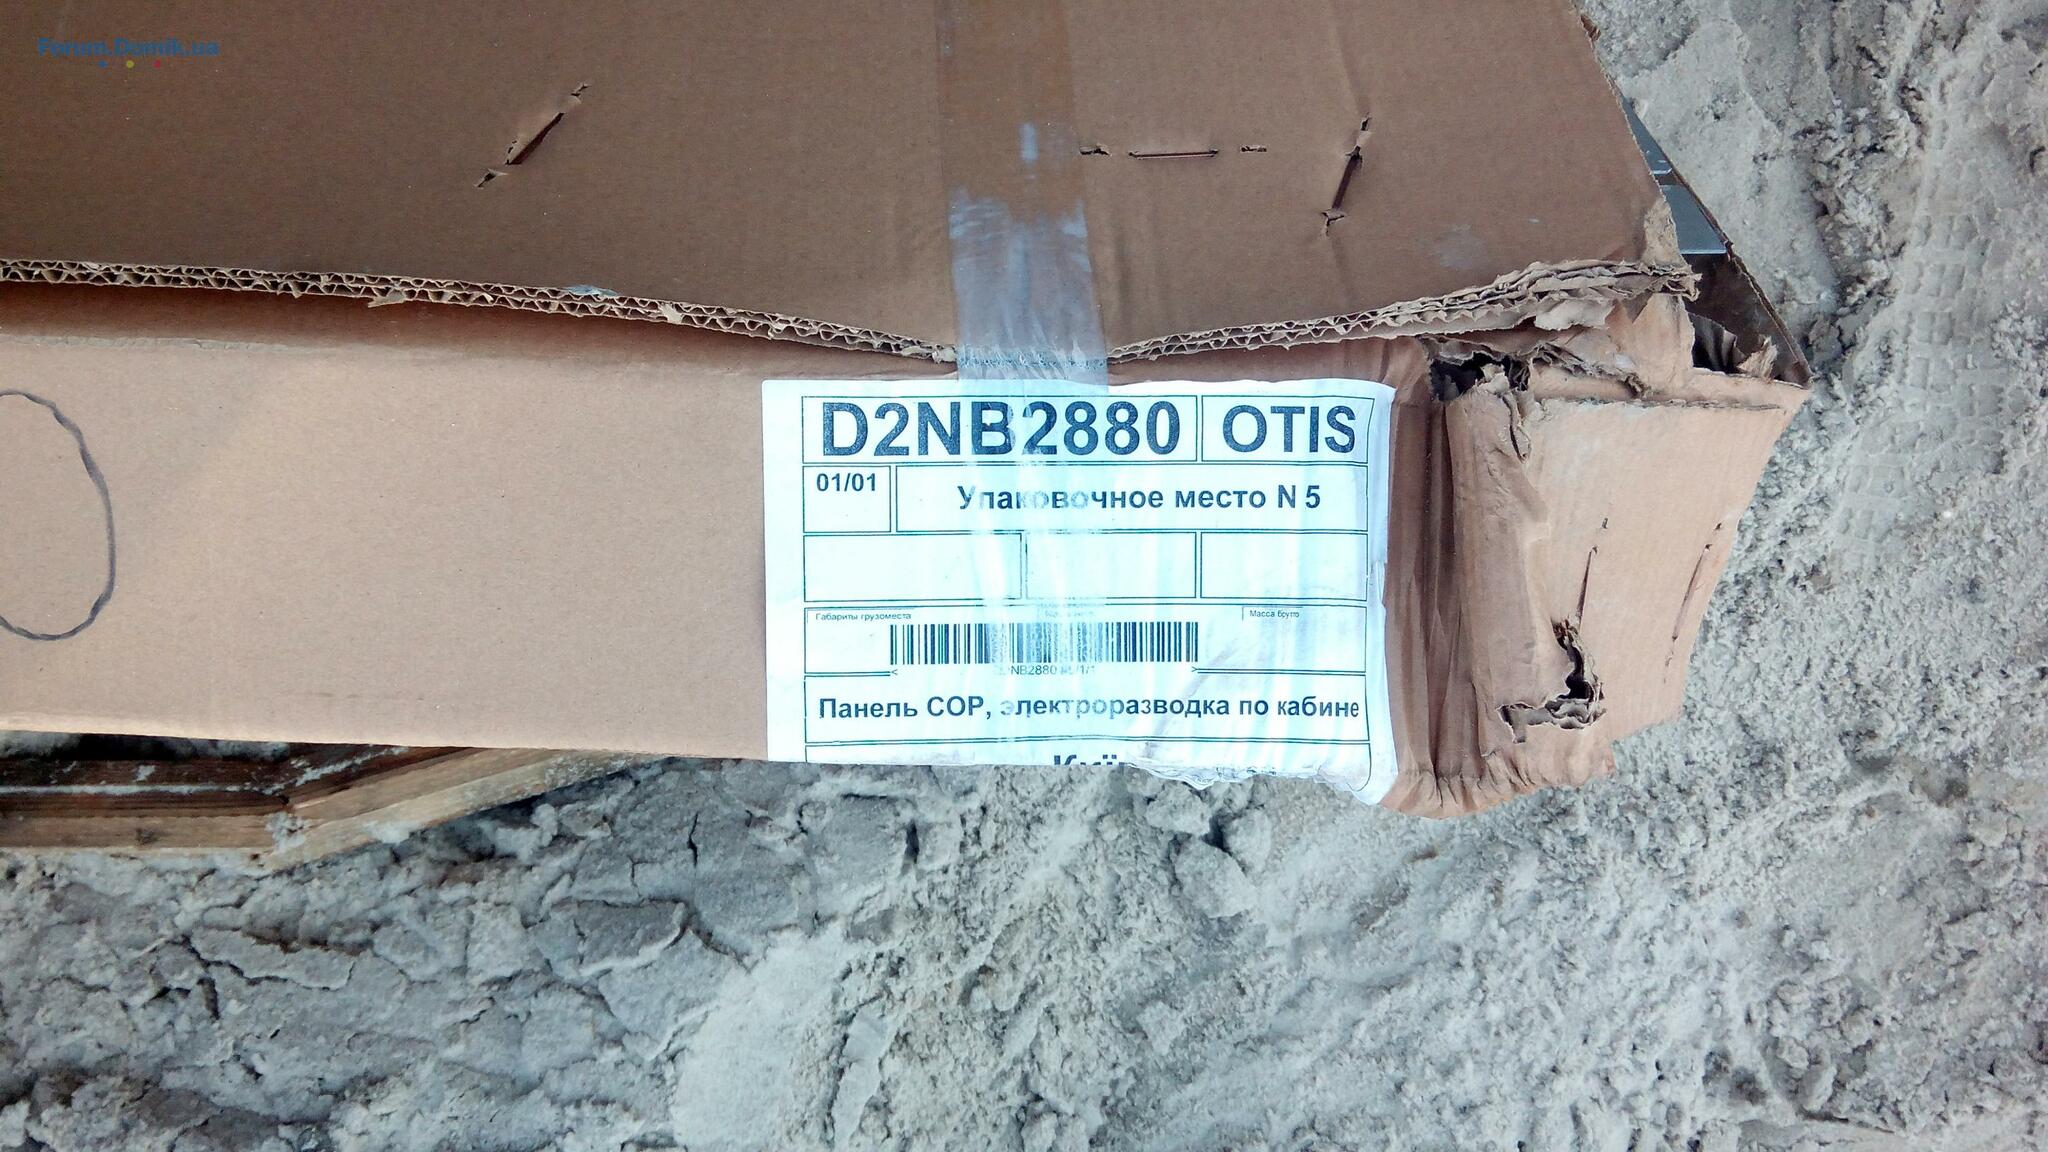 Forum.Domik.ua
D2NB2880 OTIS
01/01 Упаковочное место N 5
Габариты грузоместа Масса брутто
Панель COP, электроразводка по кабине